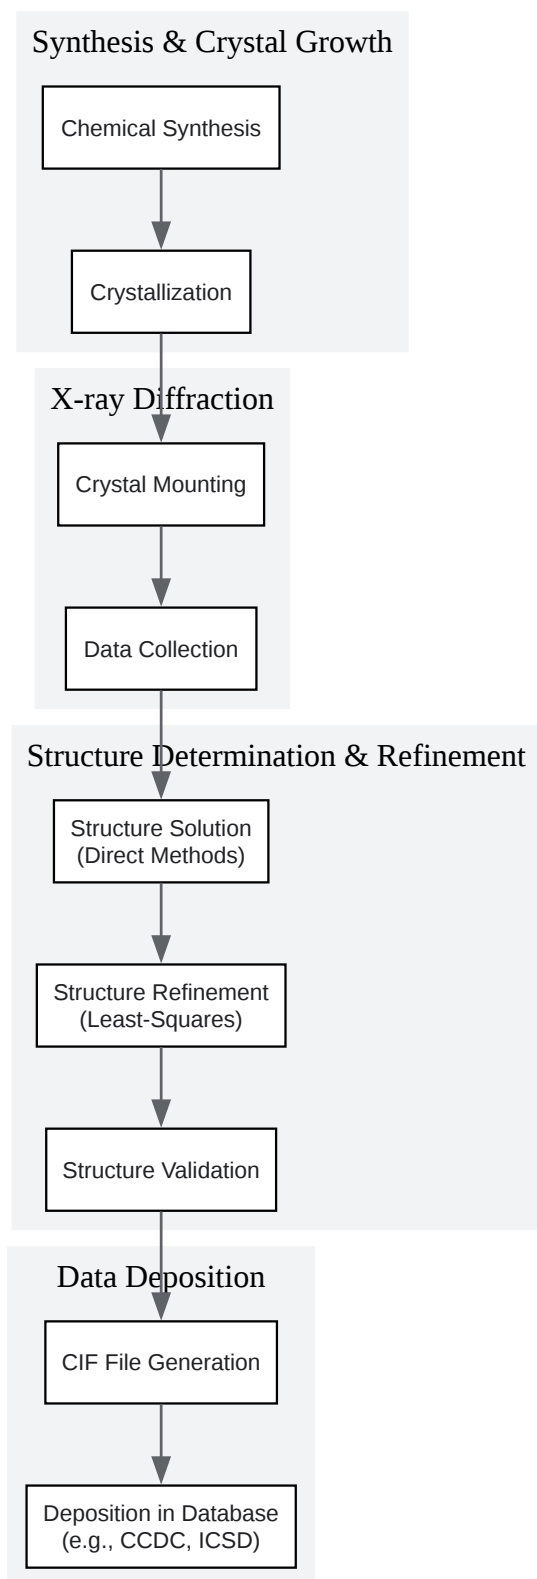 Synthesis & Crystal Growth
Chemical Synthesis
Crystallization
X-ray Diffraction
Crystal Mounting
Data Collection
Structure Determination & Refinement
Structure Solution
(Direct Methods)
Structure Refinement
(Least-Squares)
Structure Validation
Data Deposition
CIF File Generation
Deposition in Database
(e.g., CCDC, ICSD)